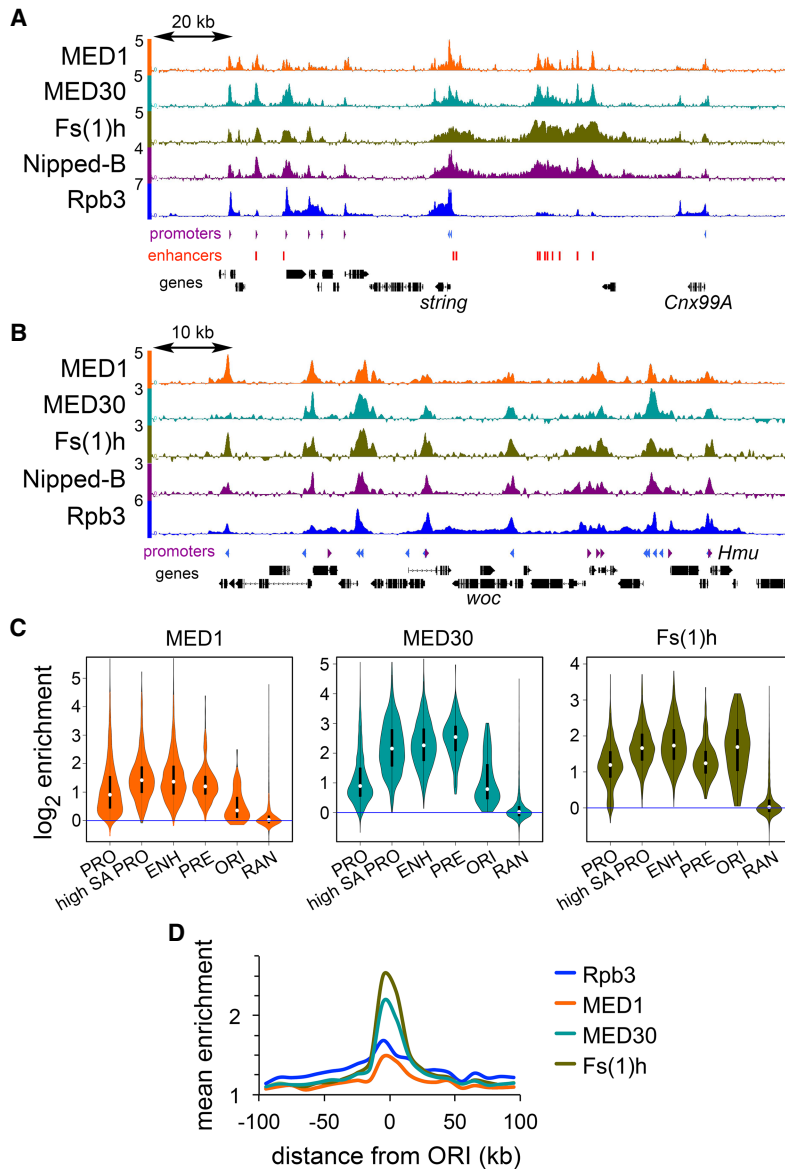 A
20 kb
5
MED1
5
MED30
5
Fs(1)h
4
Nipped-B
7
Rpb3
promoters
enhancers
genes
string
Cnx99A
B
10 kb
5
MED1
3
MED30
3
Fs(1)h
3
Nipped-B
6
Rpb3
promoters
Hmu
genes
woc
C
MED1
MED30
Fs(1)h
log2 enrichment
5
4
3
2
1
0
5
4
3
2
1
0
4
3
2
1
0
PRO
high SA PRO
ENH
PRE
ORI
RAN
PRO
high SA PRO
ENH
PRE
ORI
RAN
PRO
high SA PRO
ENH
PRE
ORI
RAN
D
mean enrichment
2
1
-100
-50
0
50
100
distance from ORI (kb)
Rpb3
MED1
MED30
Fs(1)h